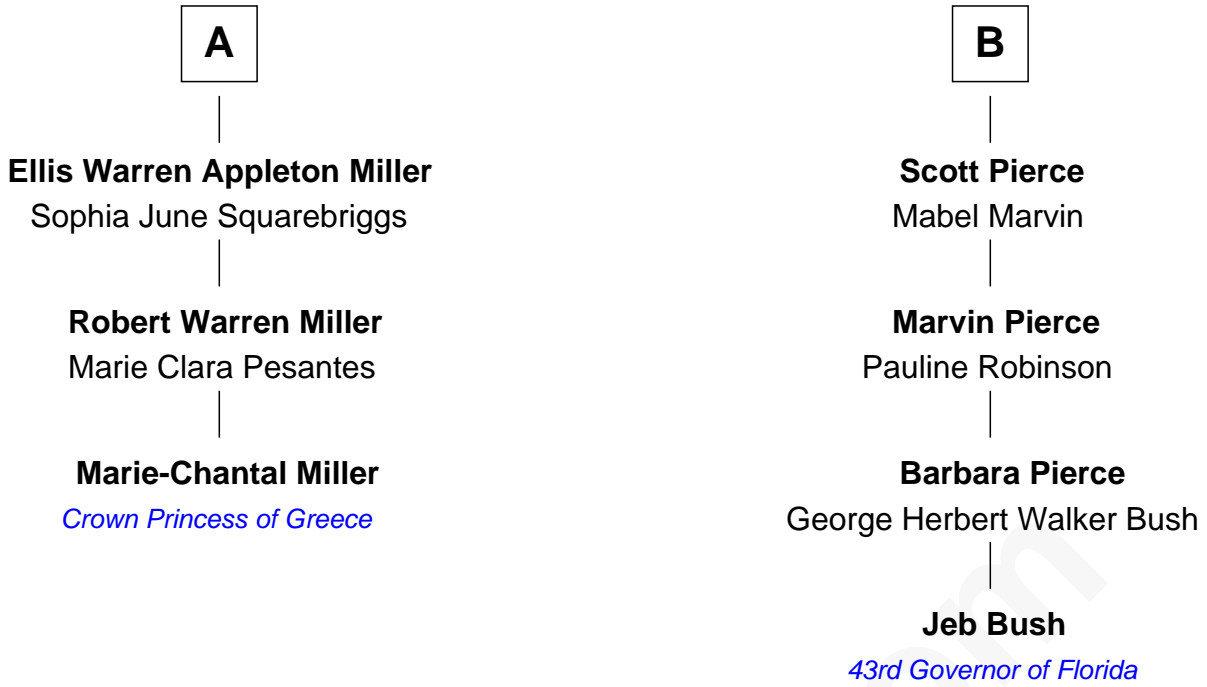 A
Ellis Warren Appleton Miller
Sophia June Squarebriggs
Robert Warren Miller
Marie Clara Pesantes
Marie-Chantal Miller
Crown Princess of Greece
B
Scott Pierce
Mabel Marvin
Marvin Pierce
Pauline Robinson
Barbara Pierce
George Herbert Walker Bush
Jeb Bush
43rd Governor of Florida